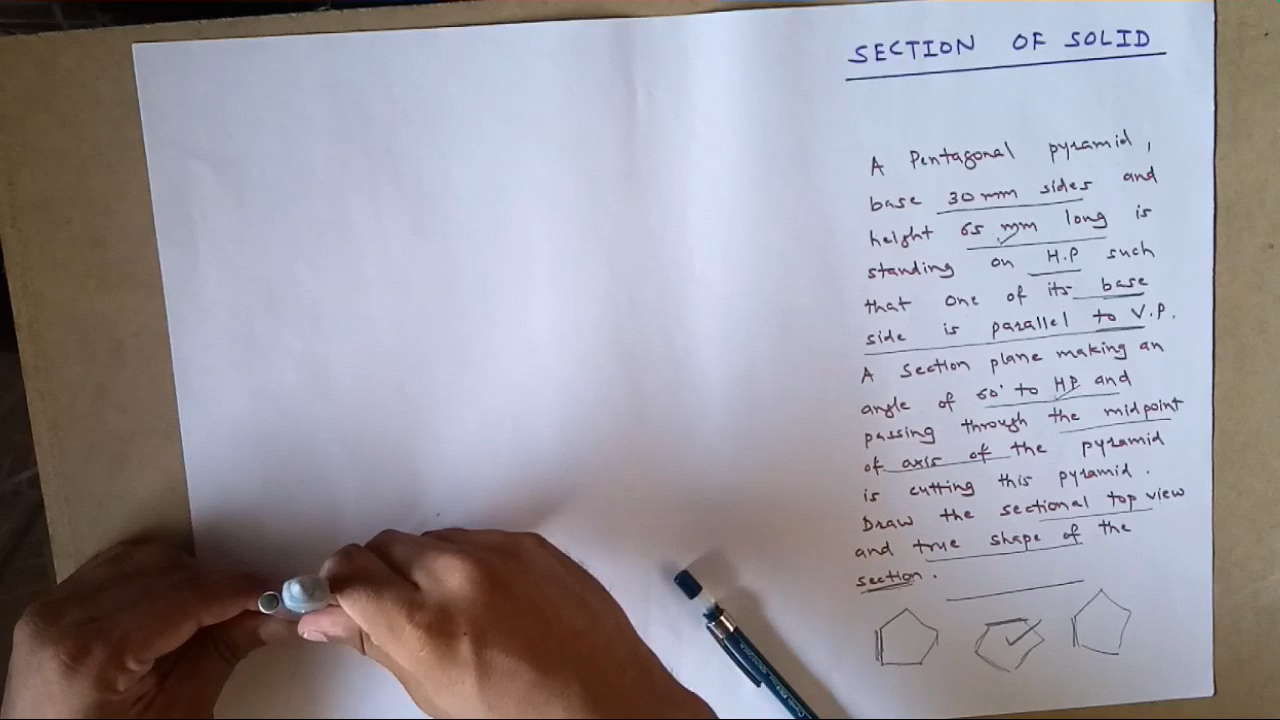 SECTION OF SOLID
A Pentagonal pyramid,
base 30 mm sides and
height 65 mm long is
standing on H.P such
that one of its base
side is parallel to V.P.
A section plane making an
angle of 60° to HP and
passing through the midpoint
of axis of the pyramid
is cutting this pyramid.
Draw the sectional top view
and true shape of the
section.